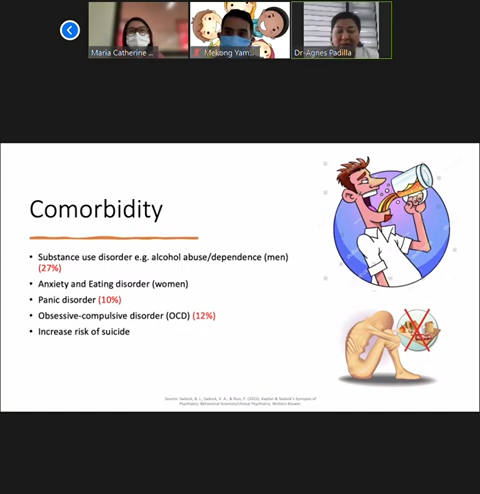 Maria Catherine ...
Mekong Yam...
Dr-Agnes Padilla
Comorbidity
• Substance use disorder e.g. alcohol abuse/dependence (men)
(27%)
• Anxiety and Eating disorder (women)
• Panic disorder (10%)
• Obsessive-compulsive disorder (OCD) (12%)
• Increase risk of suicide